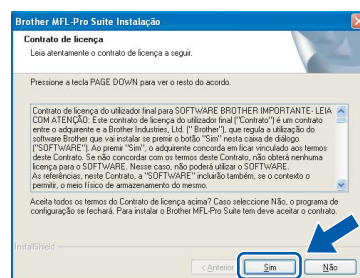 Brother MFL-Pro Suite Instalação
Contrato de licença
Leia atentamente o contrato de licença a seguir.
Pressione a tecla PAGE DOWN para ver o resto do acordo.
Contrato de licença do utilizador final para SOFTWARE BROTHER IMPORTANTE- LEIA
COM ATENÇÃO: Este contrato de licença do utilizador final ("Contrato") é um contrato
entre o adquirente e a Brother Industries, Ltd. (" Brother"), que regula a utilização do
software Brother que vai instalar se premir o botão "Sim" nesta caixa de diálogo
("SOFTWARE"). Ao premir "Sim", o adquirente concorda em ficar vinculado aos termos
deste Contrato. Se não concordar com os termos deste Contrato, não obterá nenhuma
licença para o SOFTWARE. Nesse caso, não poderá utilizar o SOFTWARE.
As referências, neste Contrato, a "SOFTWARE" incluirão também, se o contexto o
permitir, o meio físico de armazenamento do mesmo.
Aceita todos os termos do Contrato de licença acima? Caso seleccione Não, o programa de
configuração se fechará. Para instalar o Brother MFL-Pro Suite tem deve aceitar o contrato.
InstallShield
< Anterior
Sim
Não